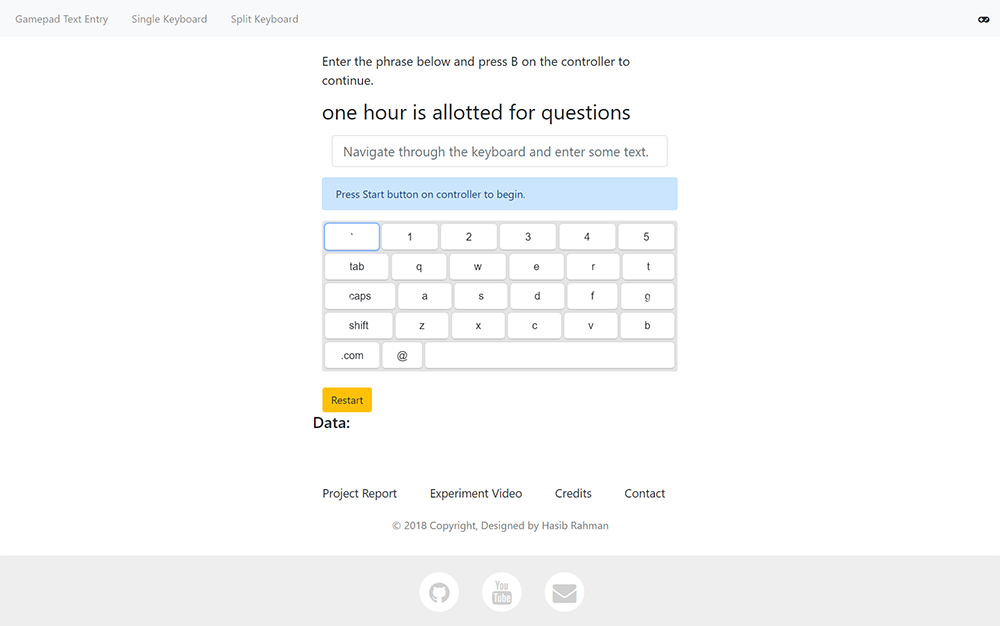 Gamepad Text Entry Single Keyboard Split Keyboard
Enter the phrase below and press B on the controller to
continue.
one hour is allotted for questions
Navigate through the keyboard and enter some text.
Press Start button on controller to begin.
` 1 2 3 4 5
tab q w e r t
caps a s d f g
shift z x c v b
.com @
Restart
Data:
Project Report Experiment Video Credits Contact
© 2018 Copyright, Designed by Hasib Rahman
You
Tube